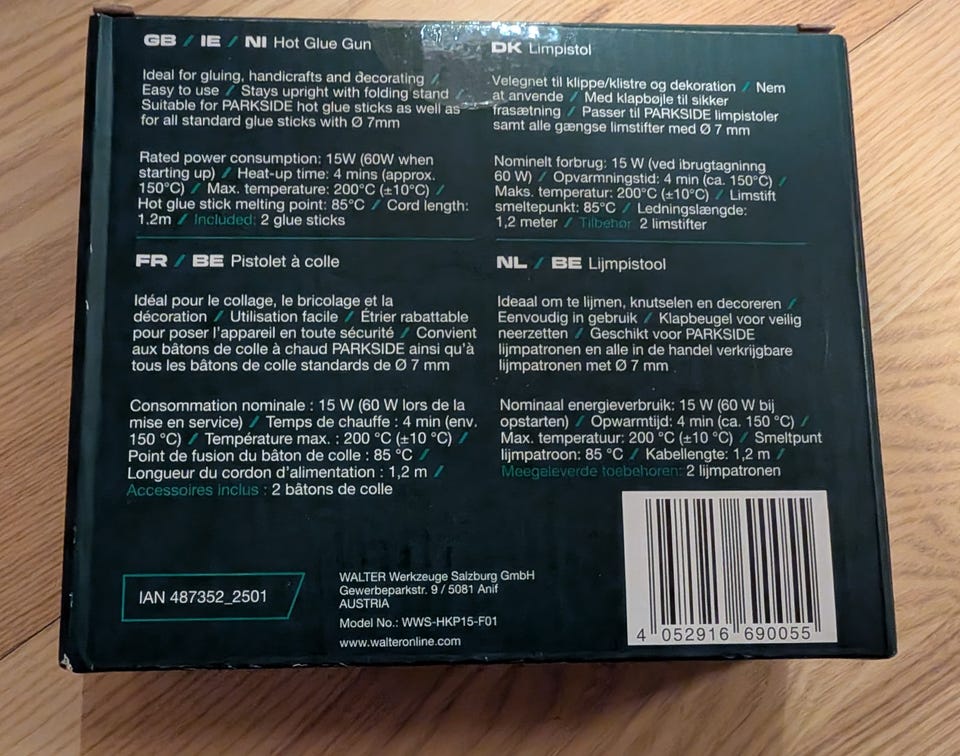 GB / IE / NI Hot Glue Gun
Ideal for gluing, handicrafts and decorating /
Easy to use / Stays upright with folding stand /
Suitable for PARKSIDE hot glue sticks as well as
for all standard glue sticks with Ø 7mm
Rated power consumption: 15W (60W when
starting up) / Heat-up time: 4 mins (approx.
150°C) / Max. temperature: 200°C (±10°C) /
Hot glue stick melting point: 85°C / Cord length:
1.2m / Included: 2 glue sticks
DK Limpistol
Velegnet til klippe/klistre og dekoration / Nem
at anvende / Med klapbøjle til sikker
frasætning / Passer til PARKSIDE limpistoler
samt alle gængse limstifter med Ø 7 mm
Nominelt forbrug: 15 W (ved ibrugtagninng
60 W) / Opvarmningstid: 4 min (ca. 150°C) /
Maks. temperatur: 200°C (±10°C) / Limstift
smeltepunkt: 85°C / Ledningslængde:
1,2 meter / Tilbehør: 2 limstifter
FR / BE Pistolet à colle
Idéal pour le collage, le bricolage et la
décoration / Utilisation facile / Étrier rabattable
pour poser l'appareil en toute sécurité / Convient
aux bâtons de colle à chaud PARKSIDE ainsi qu'à
tous les bâtons de colle standards de Ø 7 mm
Consommation nominale : 15 W (60 W lors de la
mise en service) / Temps de chauffe : 4 min (env.
150 °C) / Température max. : 200 °C (±10 °C) /
Point de fusion du bâton de colle : 85 °C /
Longueur du cordon d'alimentation : 1,2 m /
Accessoires inclus : 2 bâtons de colle
NL / BE Lijmpistool
Ideaal om te lijmen, knutselen en decoreren /
Eenvoudig in gebruik / Klapbeugel voor veilig
neerzetten / Geschikt voor PARKSIDE
lijmpatronen en alle in de handel verkrijgbare
lijmpatronen met Ø 7 mm
Nominaal energieverbruik: 15 W (60 W bij
opstarten) / Opwarmtijd: 4 min (ca. 150 °C) /
Max. temperatuur: 200 °C (±10 °C) / Smeltpunt
lijmpatroon: 85 °C / Kabellengte: 1,2 m /
Meegeleverde toebehoren: 2 lijmpatronen
IAN 487352_2501
WALTER Werkzeuge Salzburg GmbH
Gewerbeparkstr. 9 / 5081 Anif
AUSTRIA
Model No.: WWS-HKP15-F01
www.walteronline.com
4 052916 690055